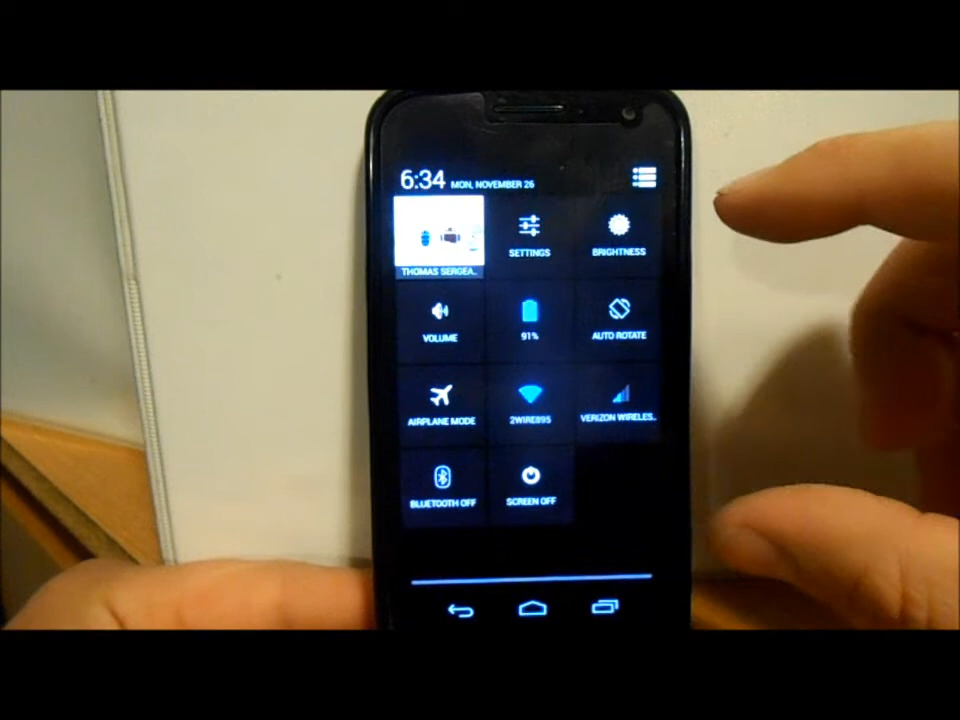 6:34 MON, NOVEMBER 26
THOMAS SERGEA..
SETTINGS
BRIGHTNESS
VOLUME
91%
AUTO ROTATE
AIRPLANE MODE
2WIRE895
VERIZON WIRELES..
BLUETOOTH OFF
SCREEN OFF